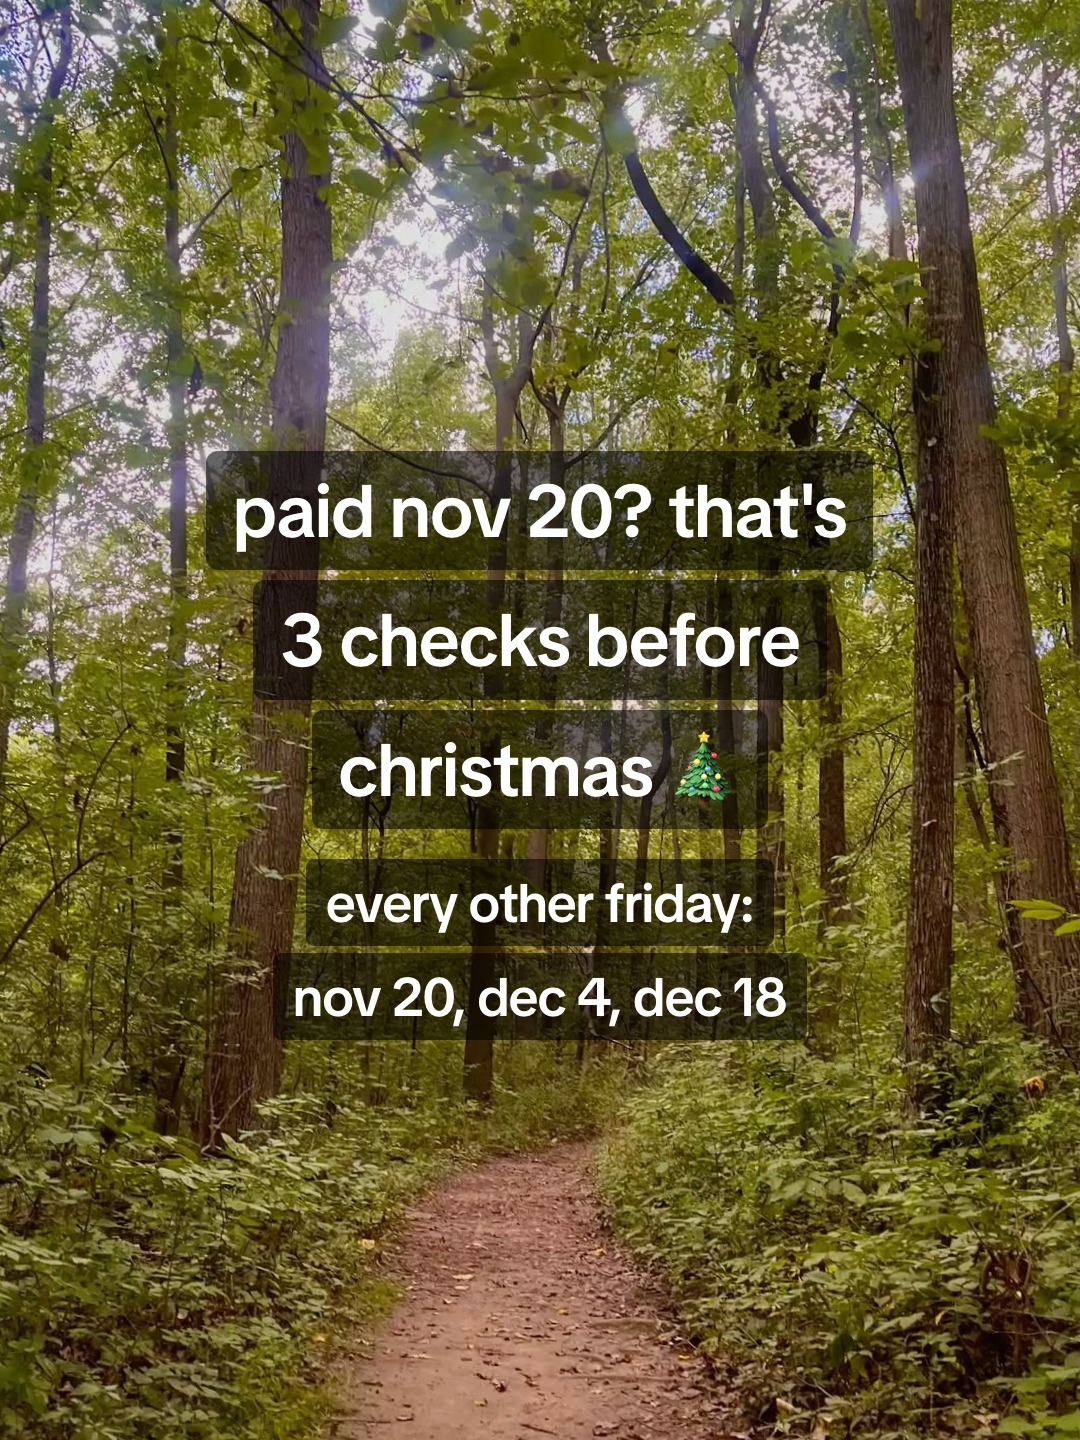 paid nov 20? that's
3 checks before
christmas 🎄
every other friday:
nov 20, dec 4, dec 18